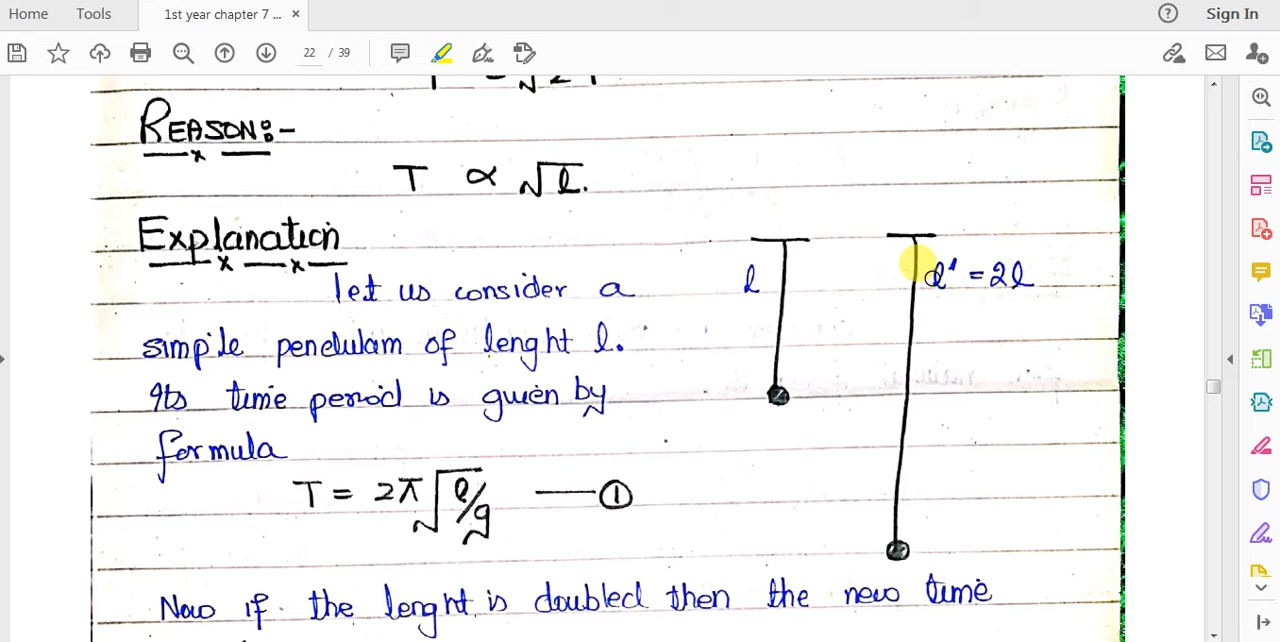 Home Tools 1st year chapter 7 ... × Sign In
22 / 39
REASON:-
T ∝ √l.
Explanation
let us consider a
l
l' = 2l
simple pendulam of lenght l.
Its time period is given by
formula
T = 2π√l/g —— ①
Now if the lenght is doubled then the new time